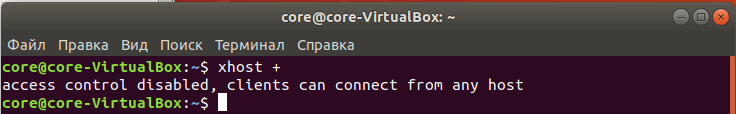 core@core-VirtualBox: ~
Файл Правка Вид Поиск Терминал Справка
core@core-VirtualBox:~$ xhost +
access control disabled, clients can connect from any host
core@core-VirtualBox:~$